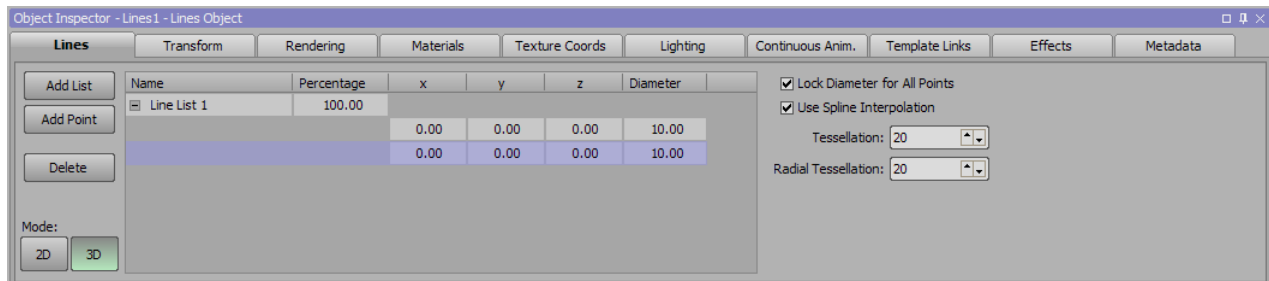 Object Inspector - Lines1 - Lines Object
Lines Transform Rendering Materials Texture Coords Lighting Continuous Anim. Template Links Effects Metadata
Add List
Add Point
Delete
Mode:
2D 3D
Name Percentage x y z Diameter
Line List 1 100.00
0.00 0.00 0.00 10.00
0.00 0.00 0.00 10.00
Lock Diameter for All Points
Use Spline Interpolation
Tessellation: 20
Radial Tessellation: 20